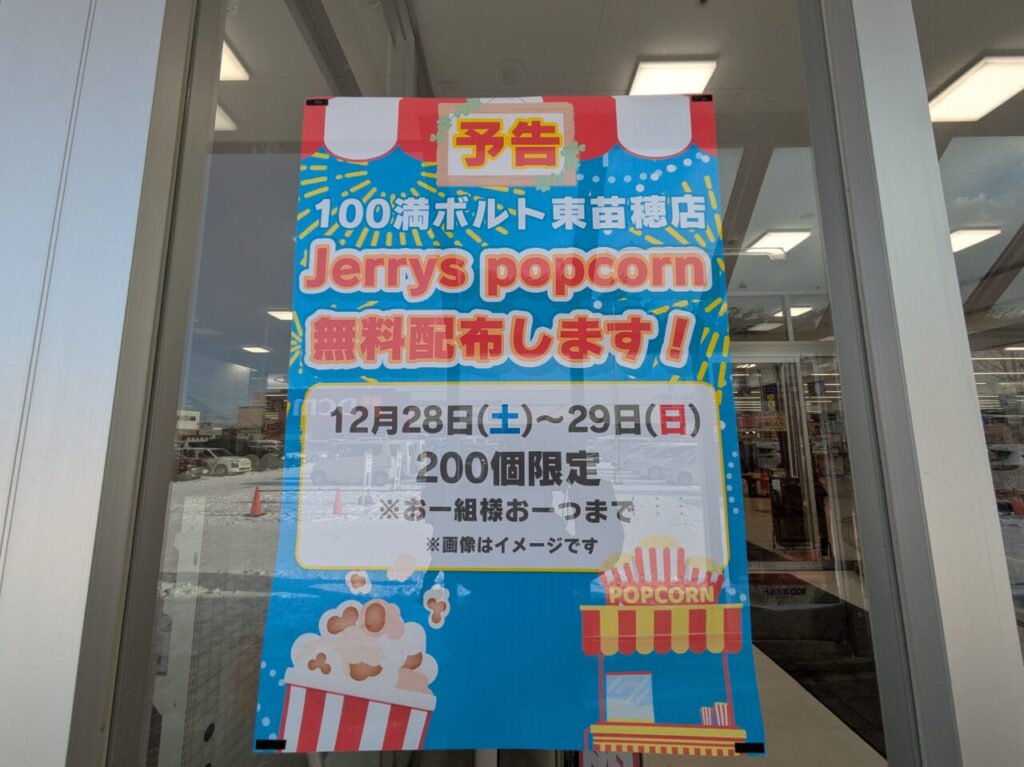 予告
100満ボルト東苗穂店
Jerrys popcorn
無料配布します！
12月28日(土)～29日(日)
200個限定
※お一組様お一つまで
※画像はイメージです
POPCORN